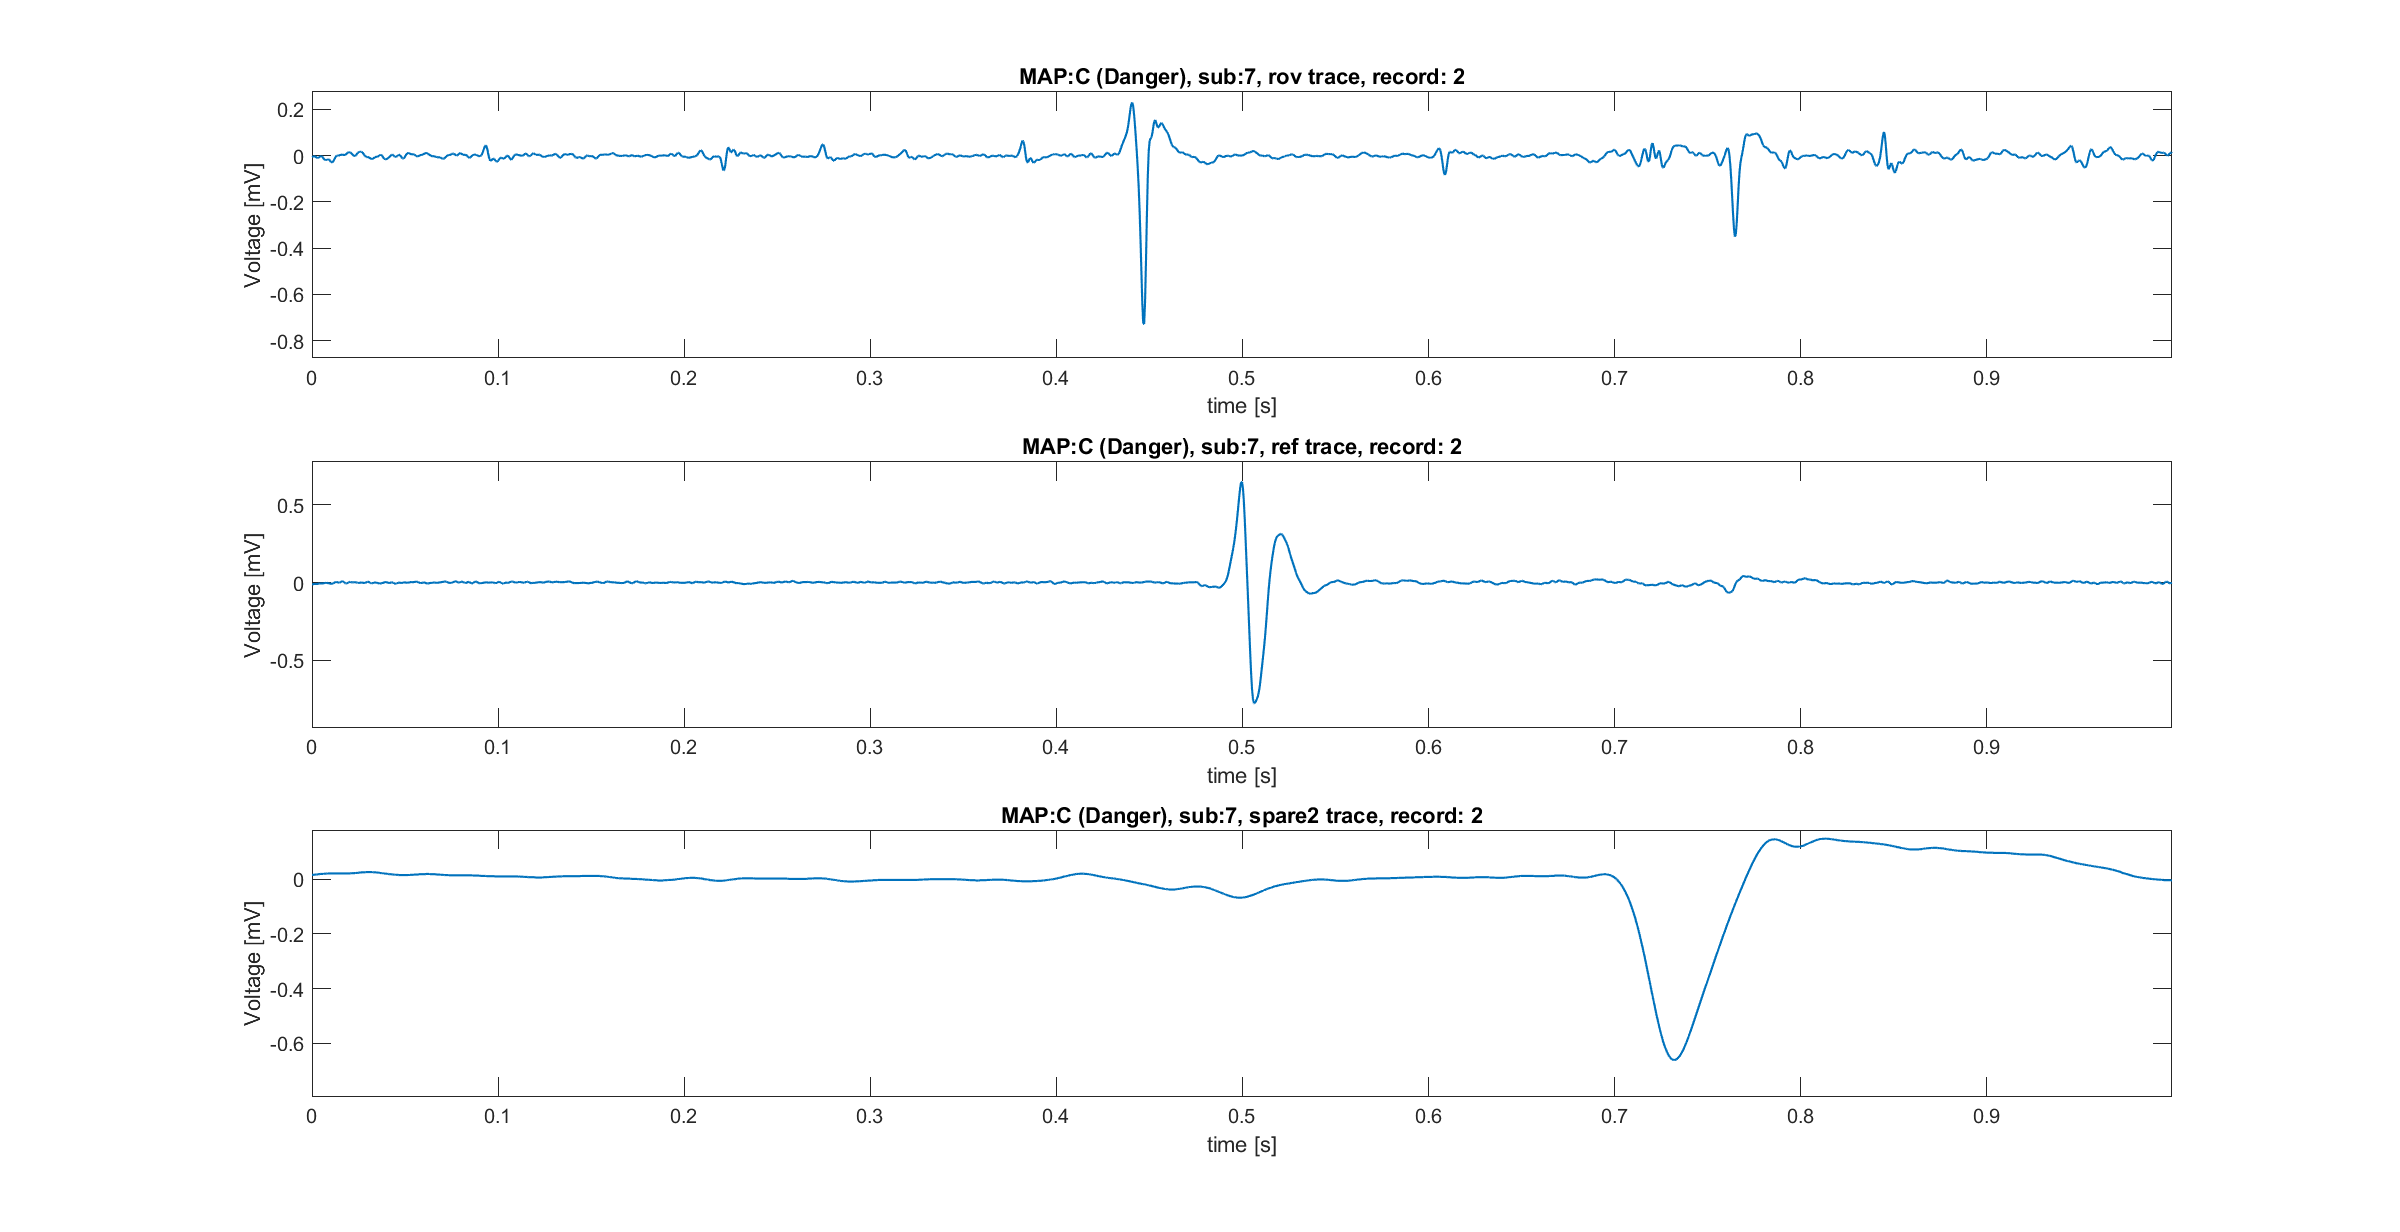 MAP:C (Danger), sub:7, rov trace, record: 2
0.2
0
-0.2
-0.4
-0.6
-0.8
Voltage [mV]
0 0.1 0.2 0.3 0.4 0.5 0.6 0.7 0.8 0.9
time [s]
MAP:C (Danger), sub:7, ref trace, record: 2
0.5
0
-0.5
Voltage [mV]
0 0.1 0.2 0.3 0.4 0.5 0.6 0.7 0.8 0.9
time [s]
MAP:C (Danger), sub:7, spare2 trace, record: 2
0
-0.2
-0.4
-0.6
Voltage [mV]
0 0.1 0.2 0.3 0.4 0.5 0.6 0.7 0.8 0.9
time [s]